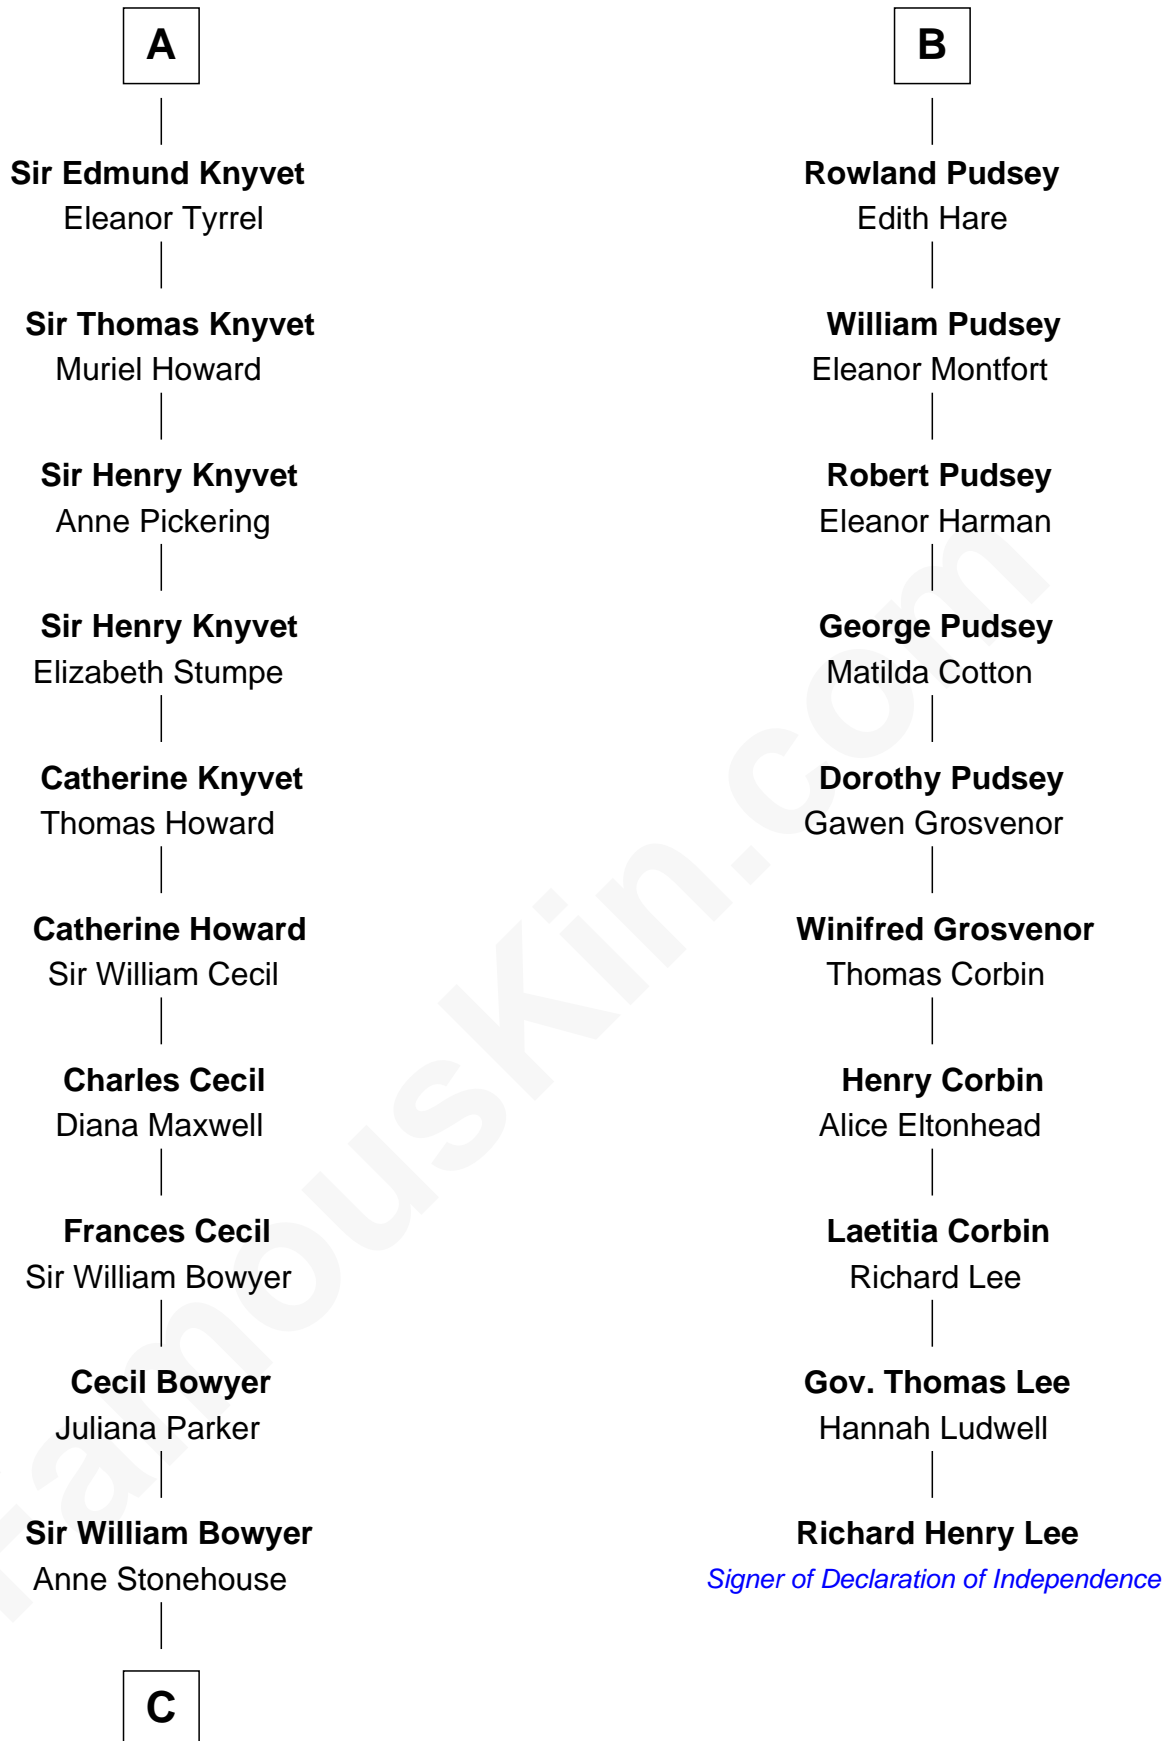 A
Sir Edmund Knyvet
Eleanor Tyrrel
Sir Thomas Knyvet
Muriel Howard
Sir Henry Knyvet
Anne Pickering
Sir Henry Knyvet
Elizabeth Stumpe
Catherine Knyvet
Thomas Howard
Catherine Howard
Sir William Cecil
Charles Cecil
Diana Maxwell
Frances Cecil
Sir William Bowyer
Cecil Bowyer
Juliana Parker
Sir William Bowyer
Anne Stonehouse
C
B
Rowland Pudsey
Edith Hare
William Pudsey
Eleanor Montfort
Robert Pudsey
Eleanor Harman
George Pudsey
Matilda Cotton
Dorothy Pudsey
Gawen Grosvenor
Winifred Grosvenor
Thomas Corbin
Henry Corbin
Alice Eltonhead
Laetitia Corbin
Richard Lee
Gov. Thomas Lee
Hannah Ludwell
Richard Henry Lee
Signer of Declaration of Independence
FamousKin.com